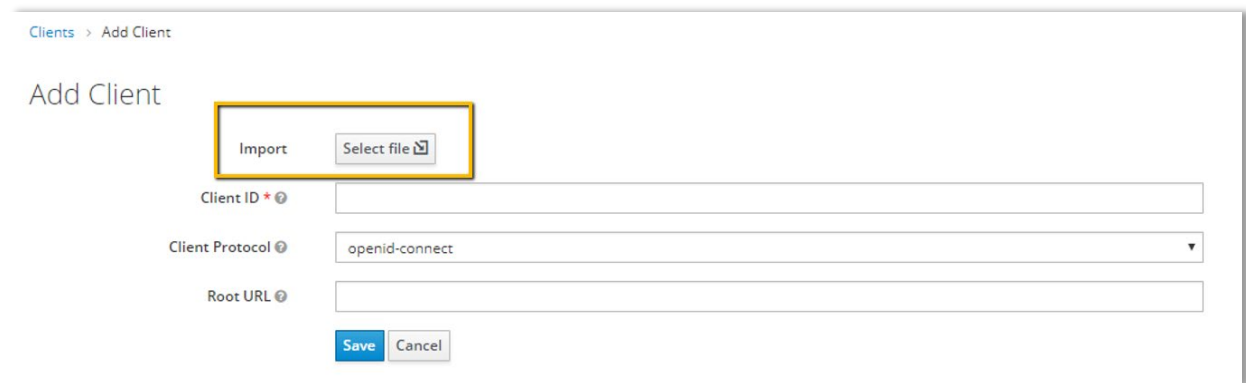 Clients > Add Client
Add Client
Import Select file
Client ID *
Client Protocol openid-connect
Root URL
Save Cancel